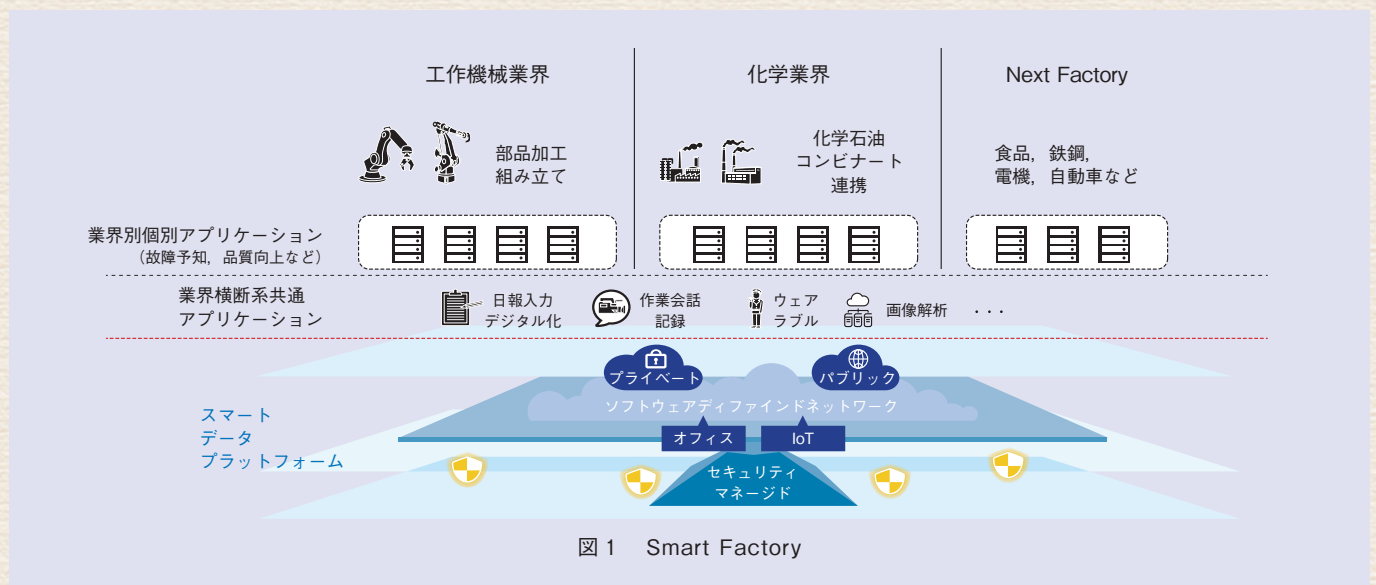 工作機械業界
化学業界
Next Factory
部品加工
組み立て
化学石油
コンビナート
連携
食品，鉄鋼，
電機，自動車など
業界別個別アプリケーション
（故障予知，品質向上など）
業界横断系共通
アプリケーション
日報入力
デジタル化
作業会話
記録
ウェア
ラブル
画像解析
・・・
プライベート
パブリック
ソフトウェアディファインドネットワーク
オフィス
IoT
スマート
データ
プラットフォーム
セキュリティ
マネージド
図1 Smart Factory